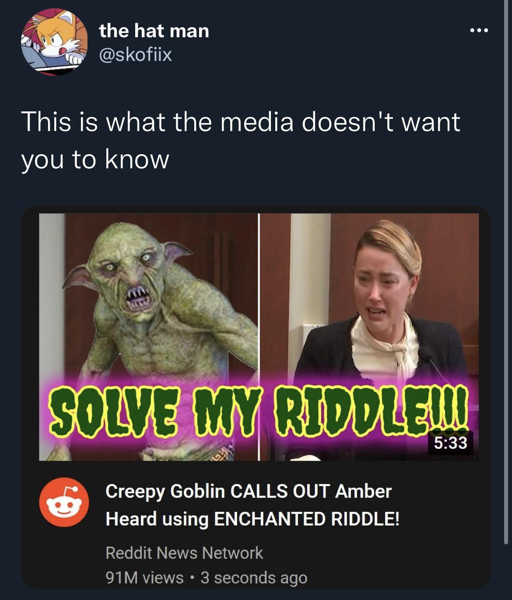 the hat man
@skofiix
This is what the media doesn't want
you to know
SOLVE MY RIDDLE!!!
5:33
Creepy Goblin CALLS OUT Amber
Heard using ENCHANTED RIDDLE!
Reddit News Network
91M views • 3 seconds ago